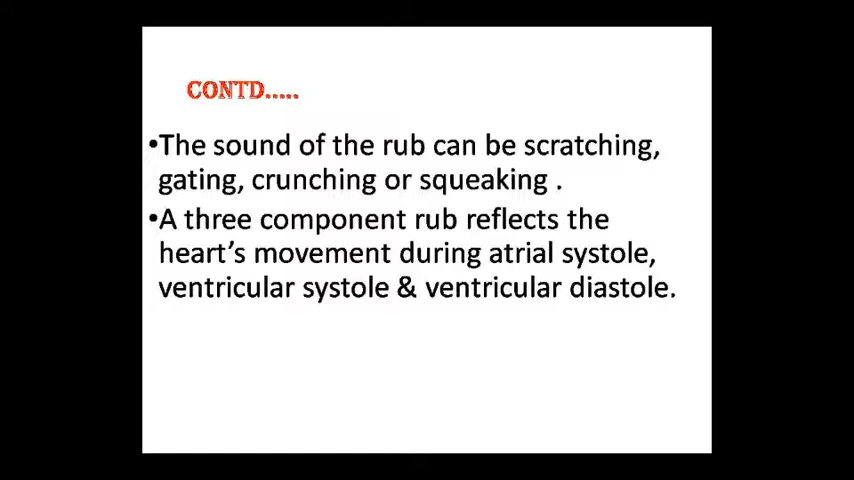 CONTD.....
•The sound of the rub can be scratching,
gating, crunching or squeaking .
•A three component rub reflects the
heart's movement during atrial systole,
ventricular systole & ventricular diastole.